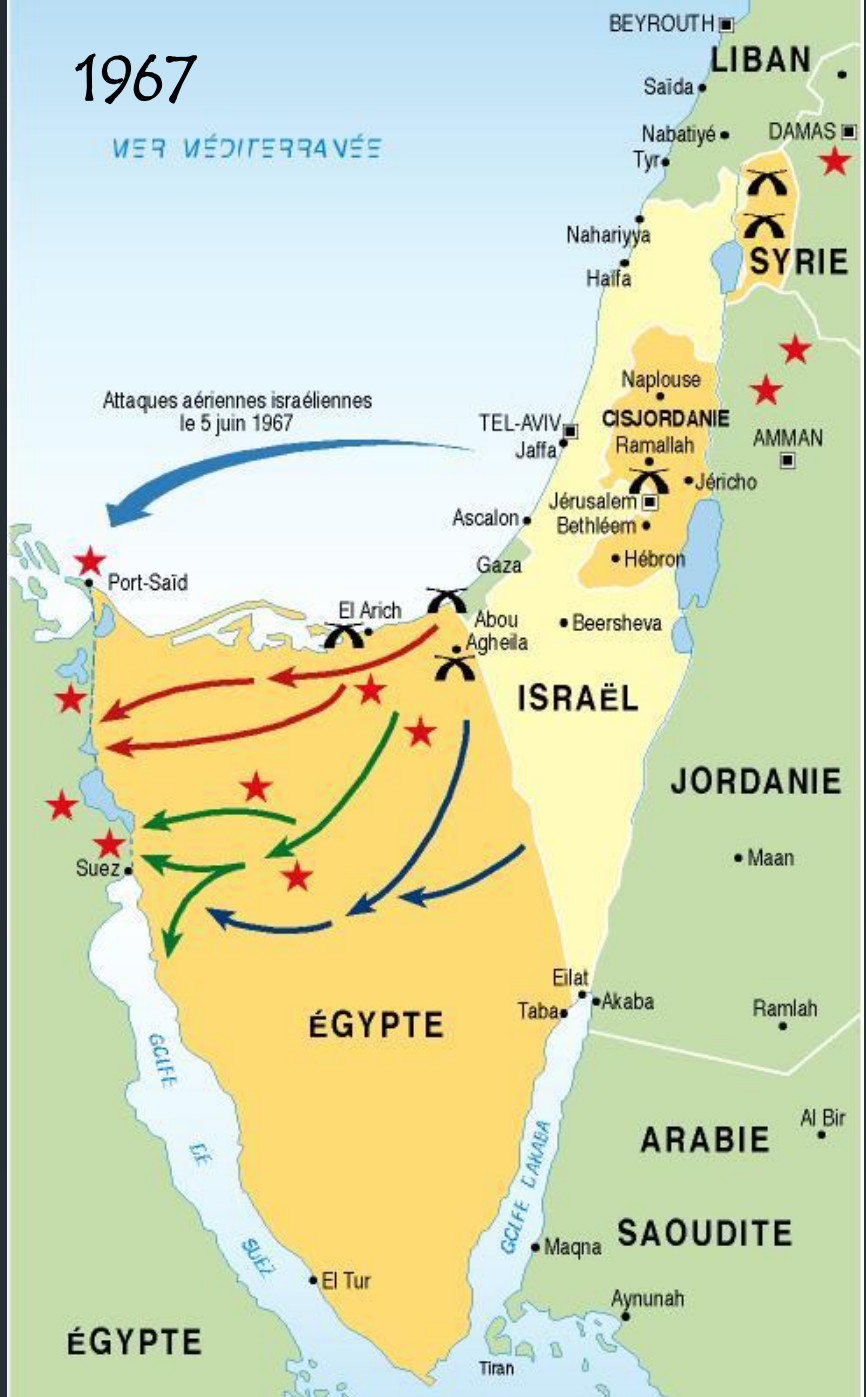 1967
MER MÉDITERRANÉE
BEYROUTH
LIBAN
Saïda
Nabatiyé
DAMAS
Tyr
Nahariyya
SYRIE
Haïfa
Naplouse
Attaques aériennes israéliennes
le 5 juin 1967
TEL-AVIV
CISJORDANIE
Jaffa
Ramallah
AMMAN
Jéricho
Jérusalem
Ascalon
Bethléem
Gaza
Hébron
Port-Saïd
El Arich
Abou
Agheila
Beersheva
ISRAËL
JORDANIE
Maan
Suez
Eilat
Taba
Akaba
Ramlah
ÉGYPTE
GOLFE
DE
SUEZ
GOLFE D'AKABA
Al Bir
ARABIE
SAOUDITE
Maqna
El Tur
Aynunah
ÉGYPTE
Tiran